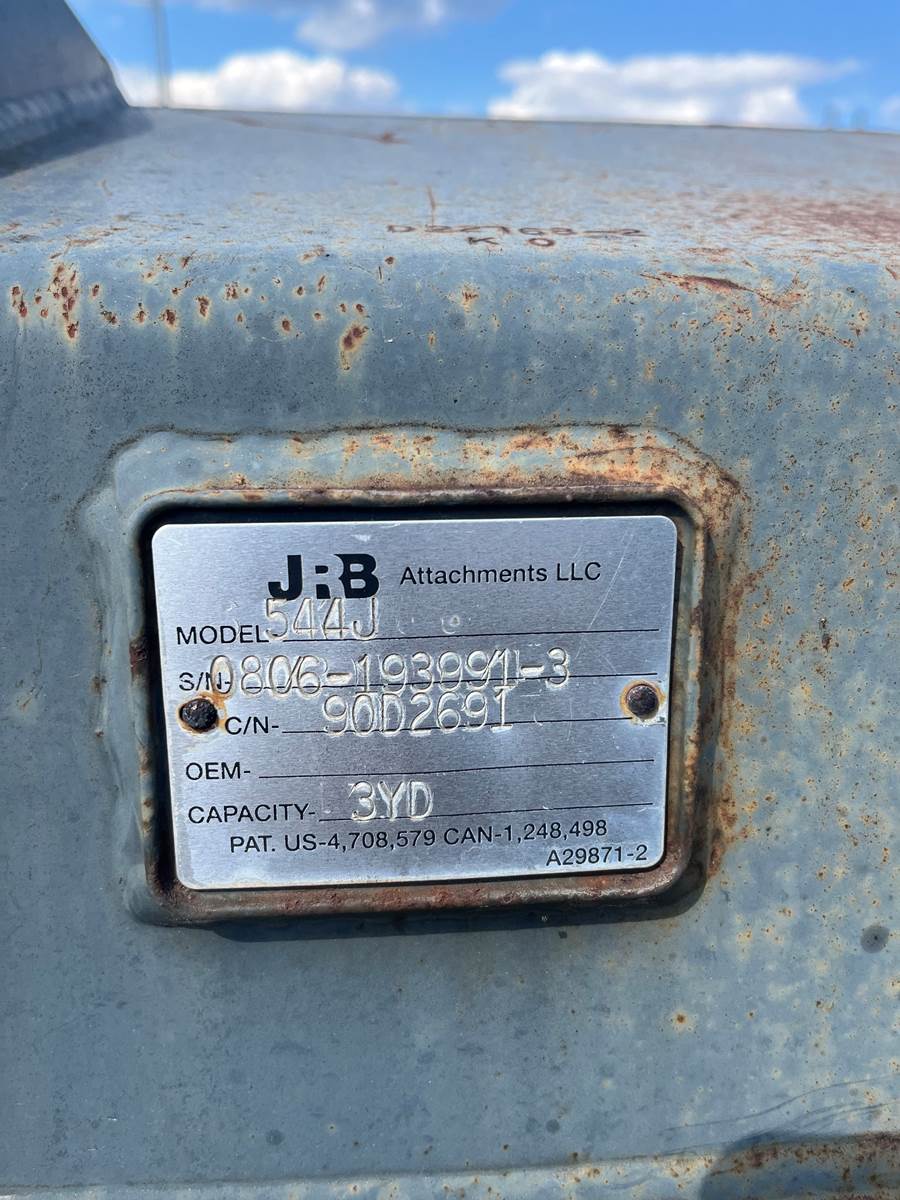 JRB Attachments LLC
MODEL 544J
S/N- 0806-193991-3
C/N- 90D2691
OEM-
CAPACITY- 3YD
PAT. US-4,708,579 CAN-1,248,498
A29871-2